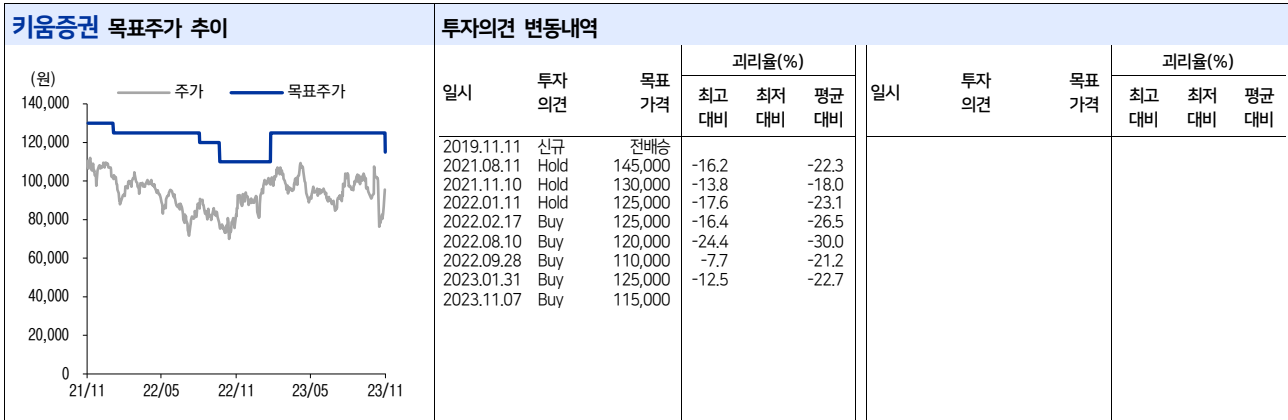 키움증권 목표주가 추이
(원)
주가 목표주가
140,000
120,000
100,000
80,000
60,000
40,000
20,000
0
21/11 22/05 22/11 23/05 23/11
투자의견 변동내역
일시 투자의견 목표가격 괴리율(%)
최고대비 최저대비 평균대비
2019.11.11 신규 전배승
2021.08.11 Hold 145,000 -16.2 -22.3
2021.11.10 Hold 130,000 -13.8 -18.0
2022.01.11 Hold 125,000 -17.6 -23.1
2022.02.17 Buy 125,000 -16.4 -26.5
2022.08.10 Buy 120,000 -24.4 -30.0
2022.09.28 Buy 110,000 -7.7 -21.2
2023.01.31 Buy 125,000 -12.5 -22.7
2023.11.07 Buy 115,000
일시 투자의견 목표가격 괴리율(%)
최고대비 최저대비 평균대비